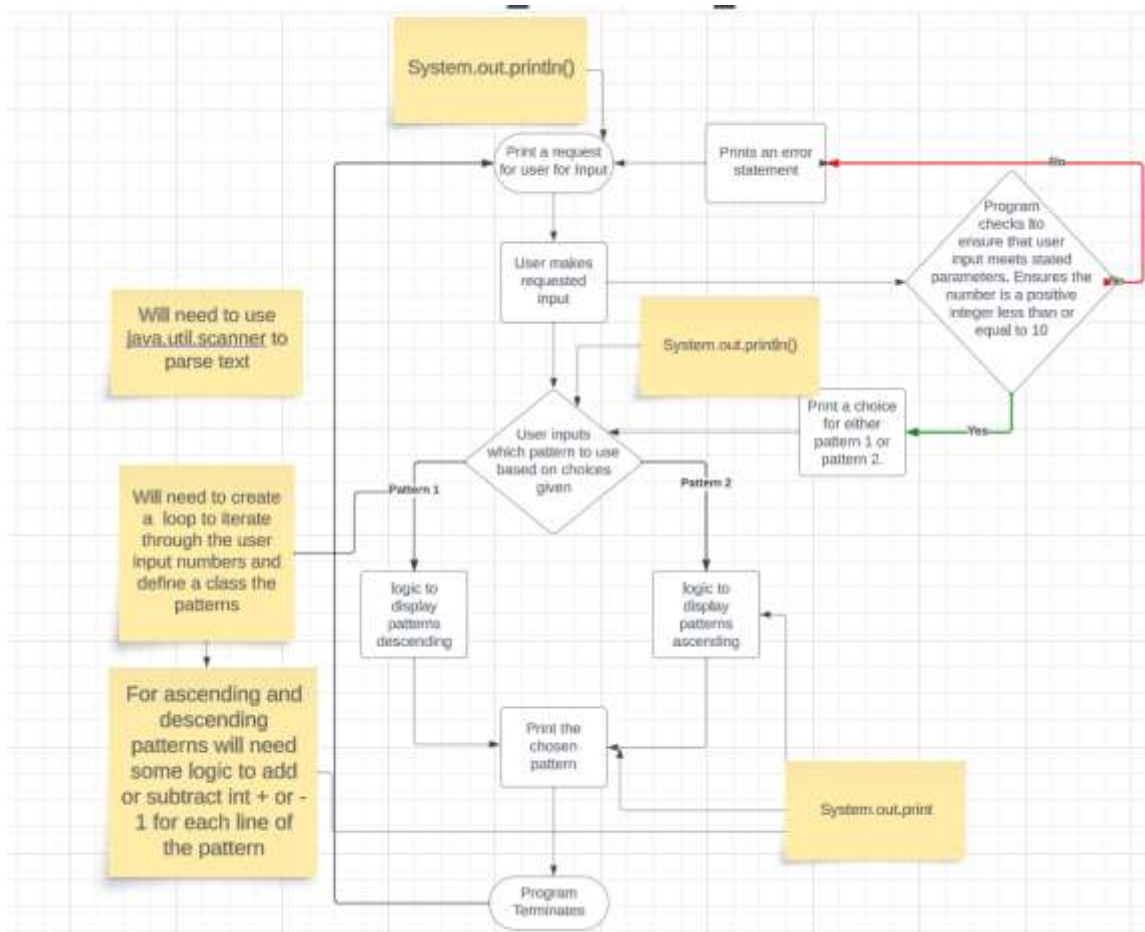 System.out.println()
Print a request
for user for input
Prints an error
statement
No
Program
checks to
ensure that user
input meets stated
parameters. Ensures the
number is a positive
integer less than or
equal to 10
No
User makes
requested
input
Will need to use
java.util.scanner to
parse text
System.out.println()
Print a choice
for either
pattern 1 or
pattern 2.
Yes
User inputs
which pattern to use
based on choices
given
Pattern 1
Pattern 2
Will need to create
a loop to iterate
through the user
input numbers and
define a class the
patterns
logic to
display
patterns
descending
logic to
display
patterns
ascending
For ascending and
descending
patterns will need
some logic to add
or subtract int + or -
1 for each line of
the pattern
Print the
chosen
pattern
System.out.print
Program
Terminates